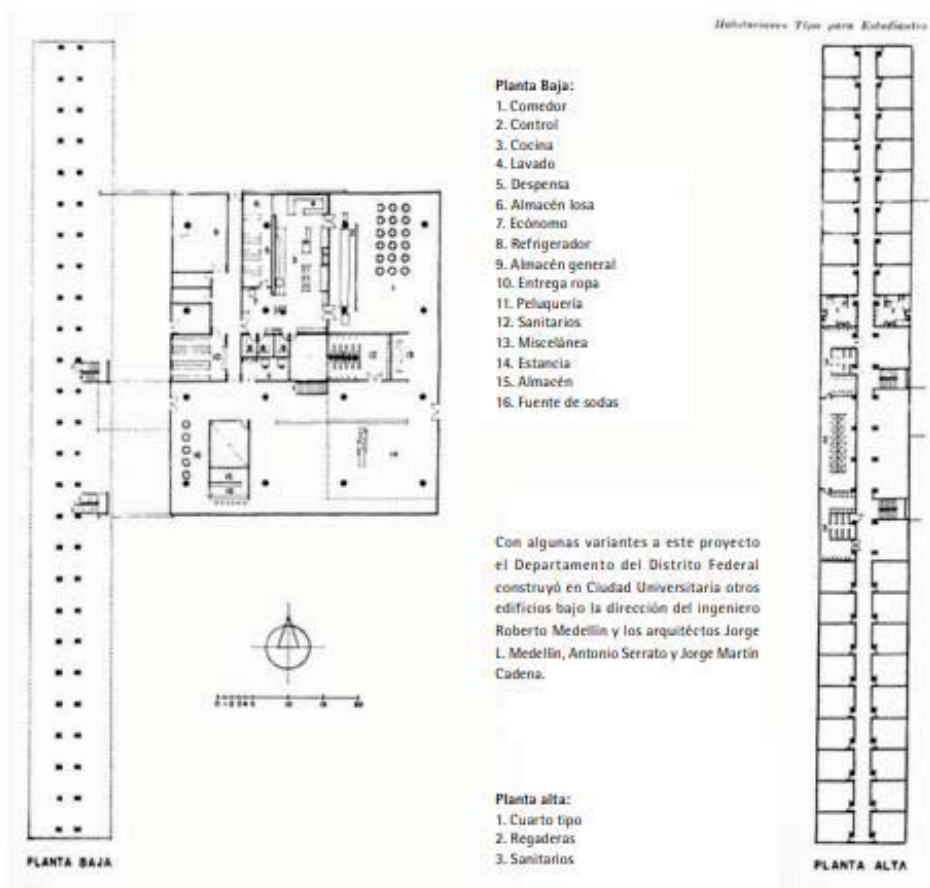 Habitaciones Tipo para Estudiantes
Planta Baja:
1. Comedor
2. Control
3. Cocina
4. Lavado
5. Despensa
6. Almacén losa
7. Ecónomo
8. Refrigerador
9. Almacén general
10. Entrega ropa
11. Peluquería
12. Sanitarios
13. Miscelánea
14. Estancia
15. Almacén
16. Fuente de sodas
Con algunas variantes a este proyecto
el Departamento del Distrito Federal
construyó en Ciudad Universitaria otros
edificios bajo la dirección del ingeniero
Roberto Medellín y los arquitéctos Jorge
L. Medellín, Antonio Serrato y Jorge Martín
Cadena.
Planta alta:
1. Cuarto tipo
2. Regaderas
3. Sanitarios
PLANTA BAJA
PLANTA ALTA